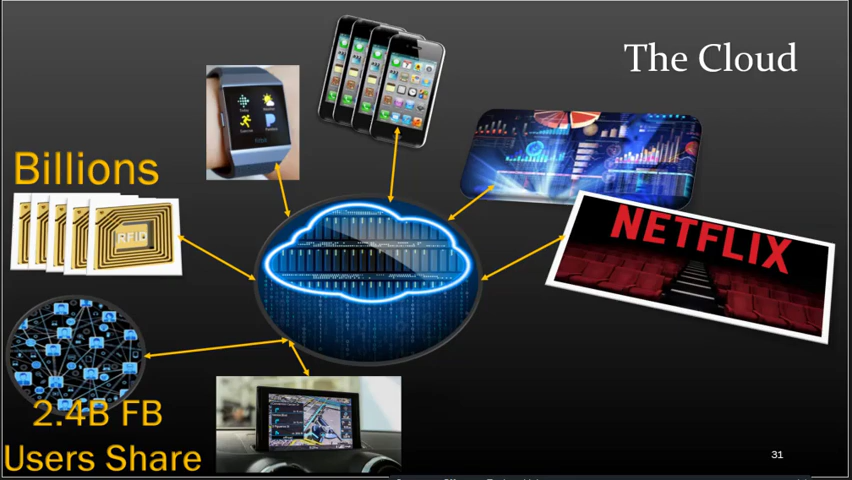 The Cloud
Billions
RFID
NETFLIX
2.4B FB
Users Share
31